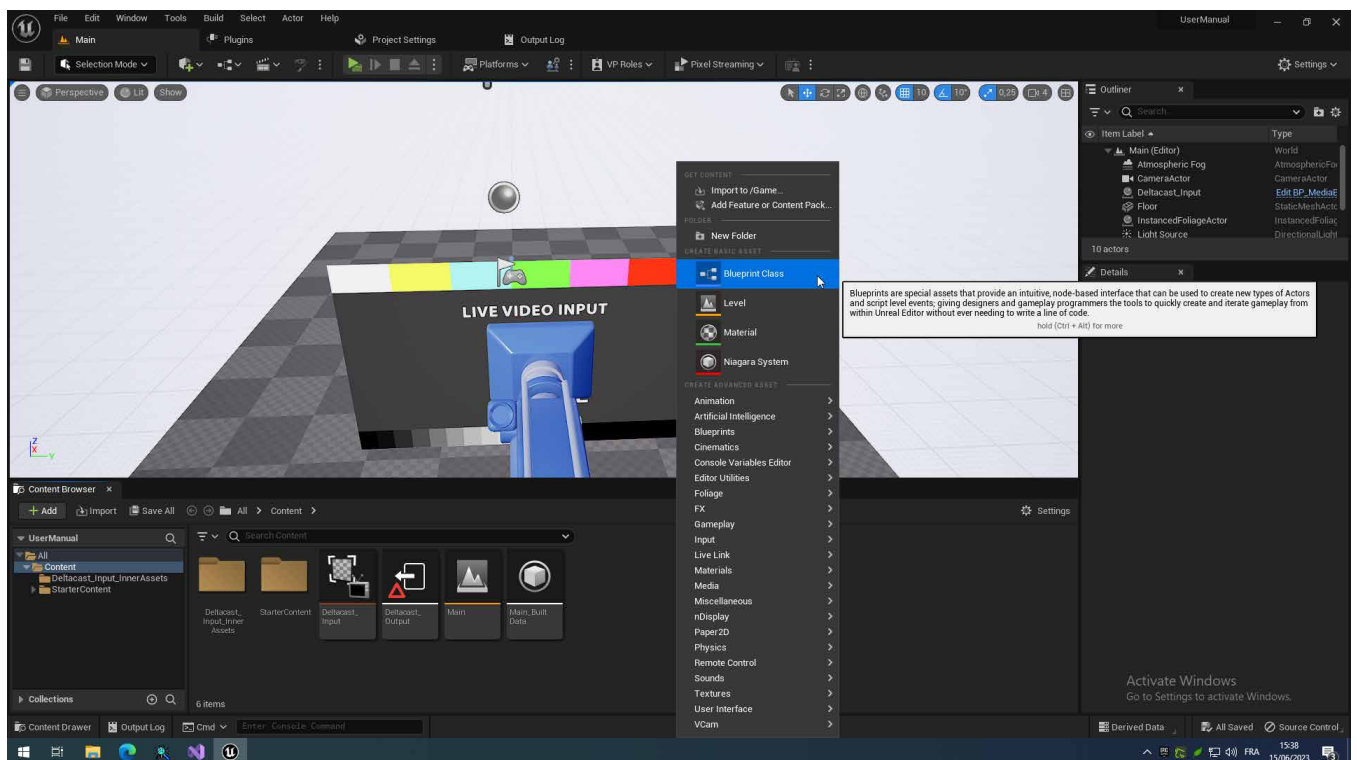 File Edit Window Tools Build Select Actor Help
UserManual
Main
Plugins
Project Settings
Output Log
Selection Mode
Platforms
VP Roles
Pixel Streaming
Settings
Perspective
Lit
Show
10
10°
0,25
4
LIVE VIDEO INPUT
Z
X
Y
GET CONTENT
Import to /Game...
Add Feature or Content Pack...
FOLDER
New Folder
CREATE BASIC ASSET
Blueprint Class
Level
Material
Niagara System
CREATE ADVANCED ASSET
Animation
Artificial Intelligence
Blueprints
Cinematics
Console Variables Editor
Editor Utilities
Foliage
FX
Gameplay
Input
Live Link
Materials
Media
Miscellaneous
nDisplay
Paper2D
Physics
Remote Control
Sounds
Textures
User Interface
VCam
Blueprints are special assets that provide an intuitive, node-based interface that can be used to create new types of Actors
and script level events; giving designers and gameplay programmers the tools to quickly create and iterate gameplay from
within Unreal Editor without ever needing to write a line of code.
hold (Ctrl + Alt) for more
Outliner
Search...
Item Label Type
Main (Editor) World
Atmospheric Fog AtmosphericFo
CameraActor CameraActor
Deltacast_Input Edit BP_MediaE
Floor StaticMeshActo
InstancedFoliageActor InstancedFoliag
Light Source DirectionalLight
10 actors
Details
Content Browser
Add Import Save All All Content
Settings
UserManual
Search Content
All
Content
Deltacast_Input_InnerAssets
StarterContent
Deltacast_
Input_Inner
Assets
StarterContent
Deltacast_
Input
Deltacast_
Output
Main
Main_Built
Data
Collections
6 items
Activate Windows
Go to Settings to activate Windows.
Content Drawer Output Log Cmd Enter Console Command
Derived Data All Saved Source Control
FRA
15:38
15/06/2023
3